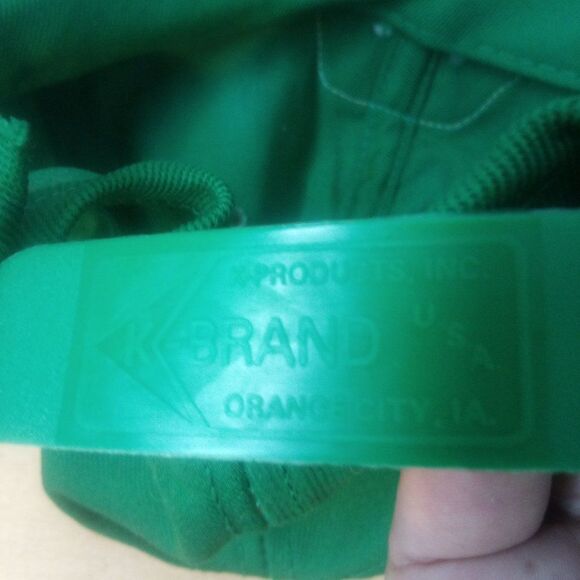 K-PRODUCTS, INC.
K-BRAND
U.S.A.
ORANGE CITY, IA.